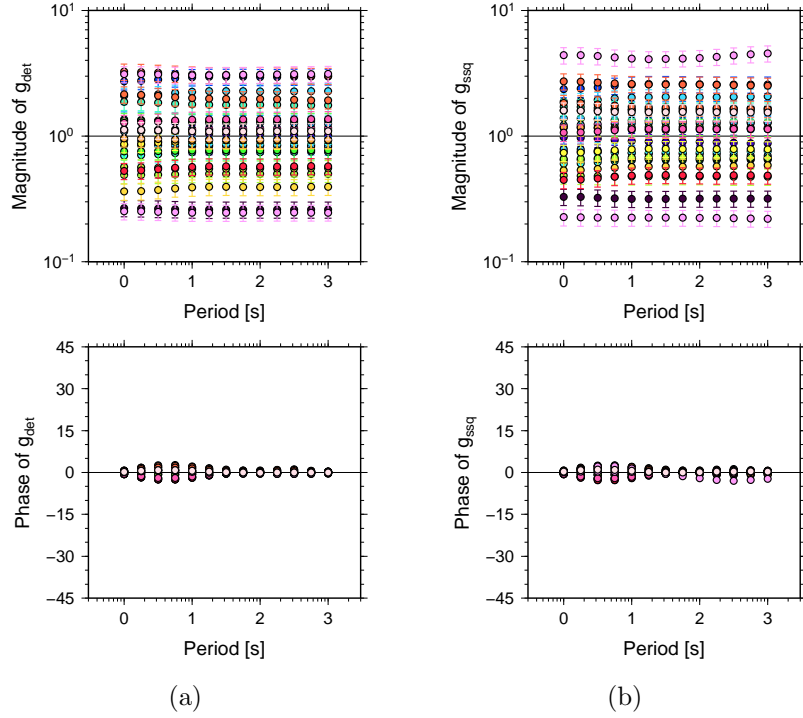 10¹
10⁰
10⁻¹
Magnitude of g_det
0 1 2 3
Period [s]
10¹
10⁰
10⁻¹
Magnitude of g_ssq
0 1 2 3
Period [s]
45
30
15
0
−15
−30
−45
Phase of g_det
0 1 2 3
Period [s]
45
30
15
0
−15
−30
−45
Phase of g_ssq
0 1 2 3
Period [s]
(a)
(b)